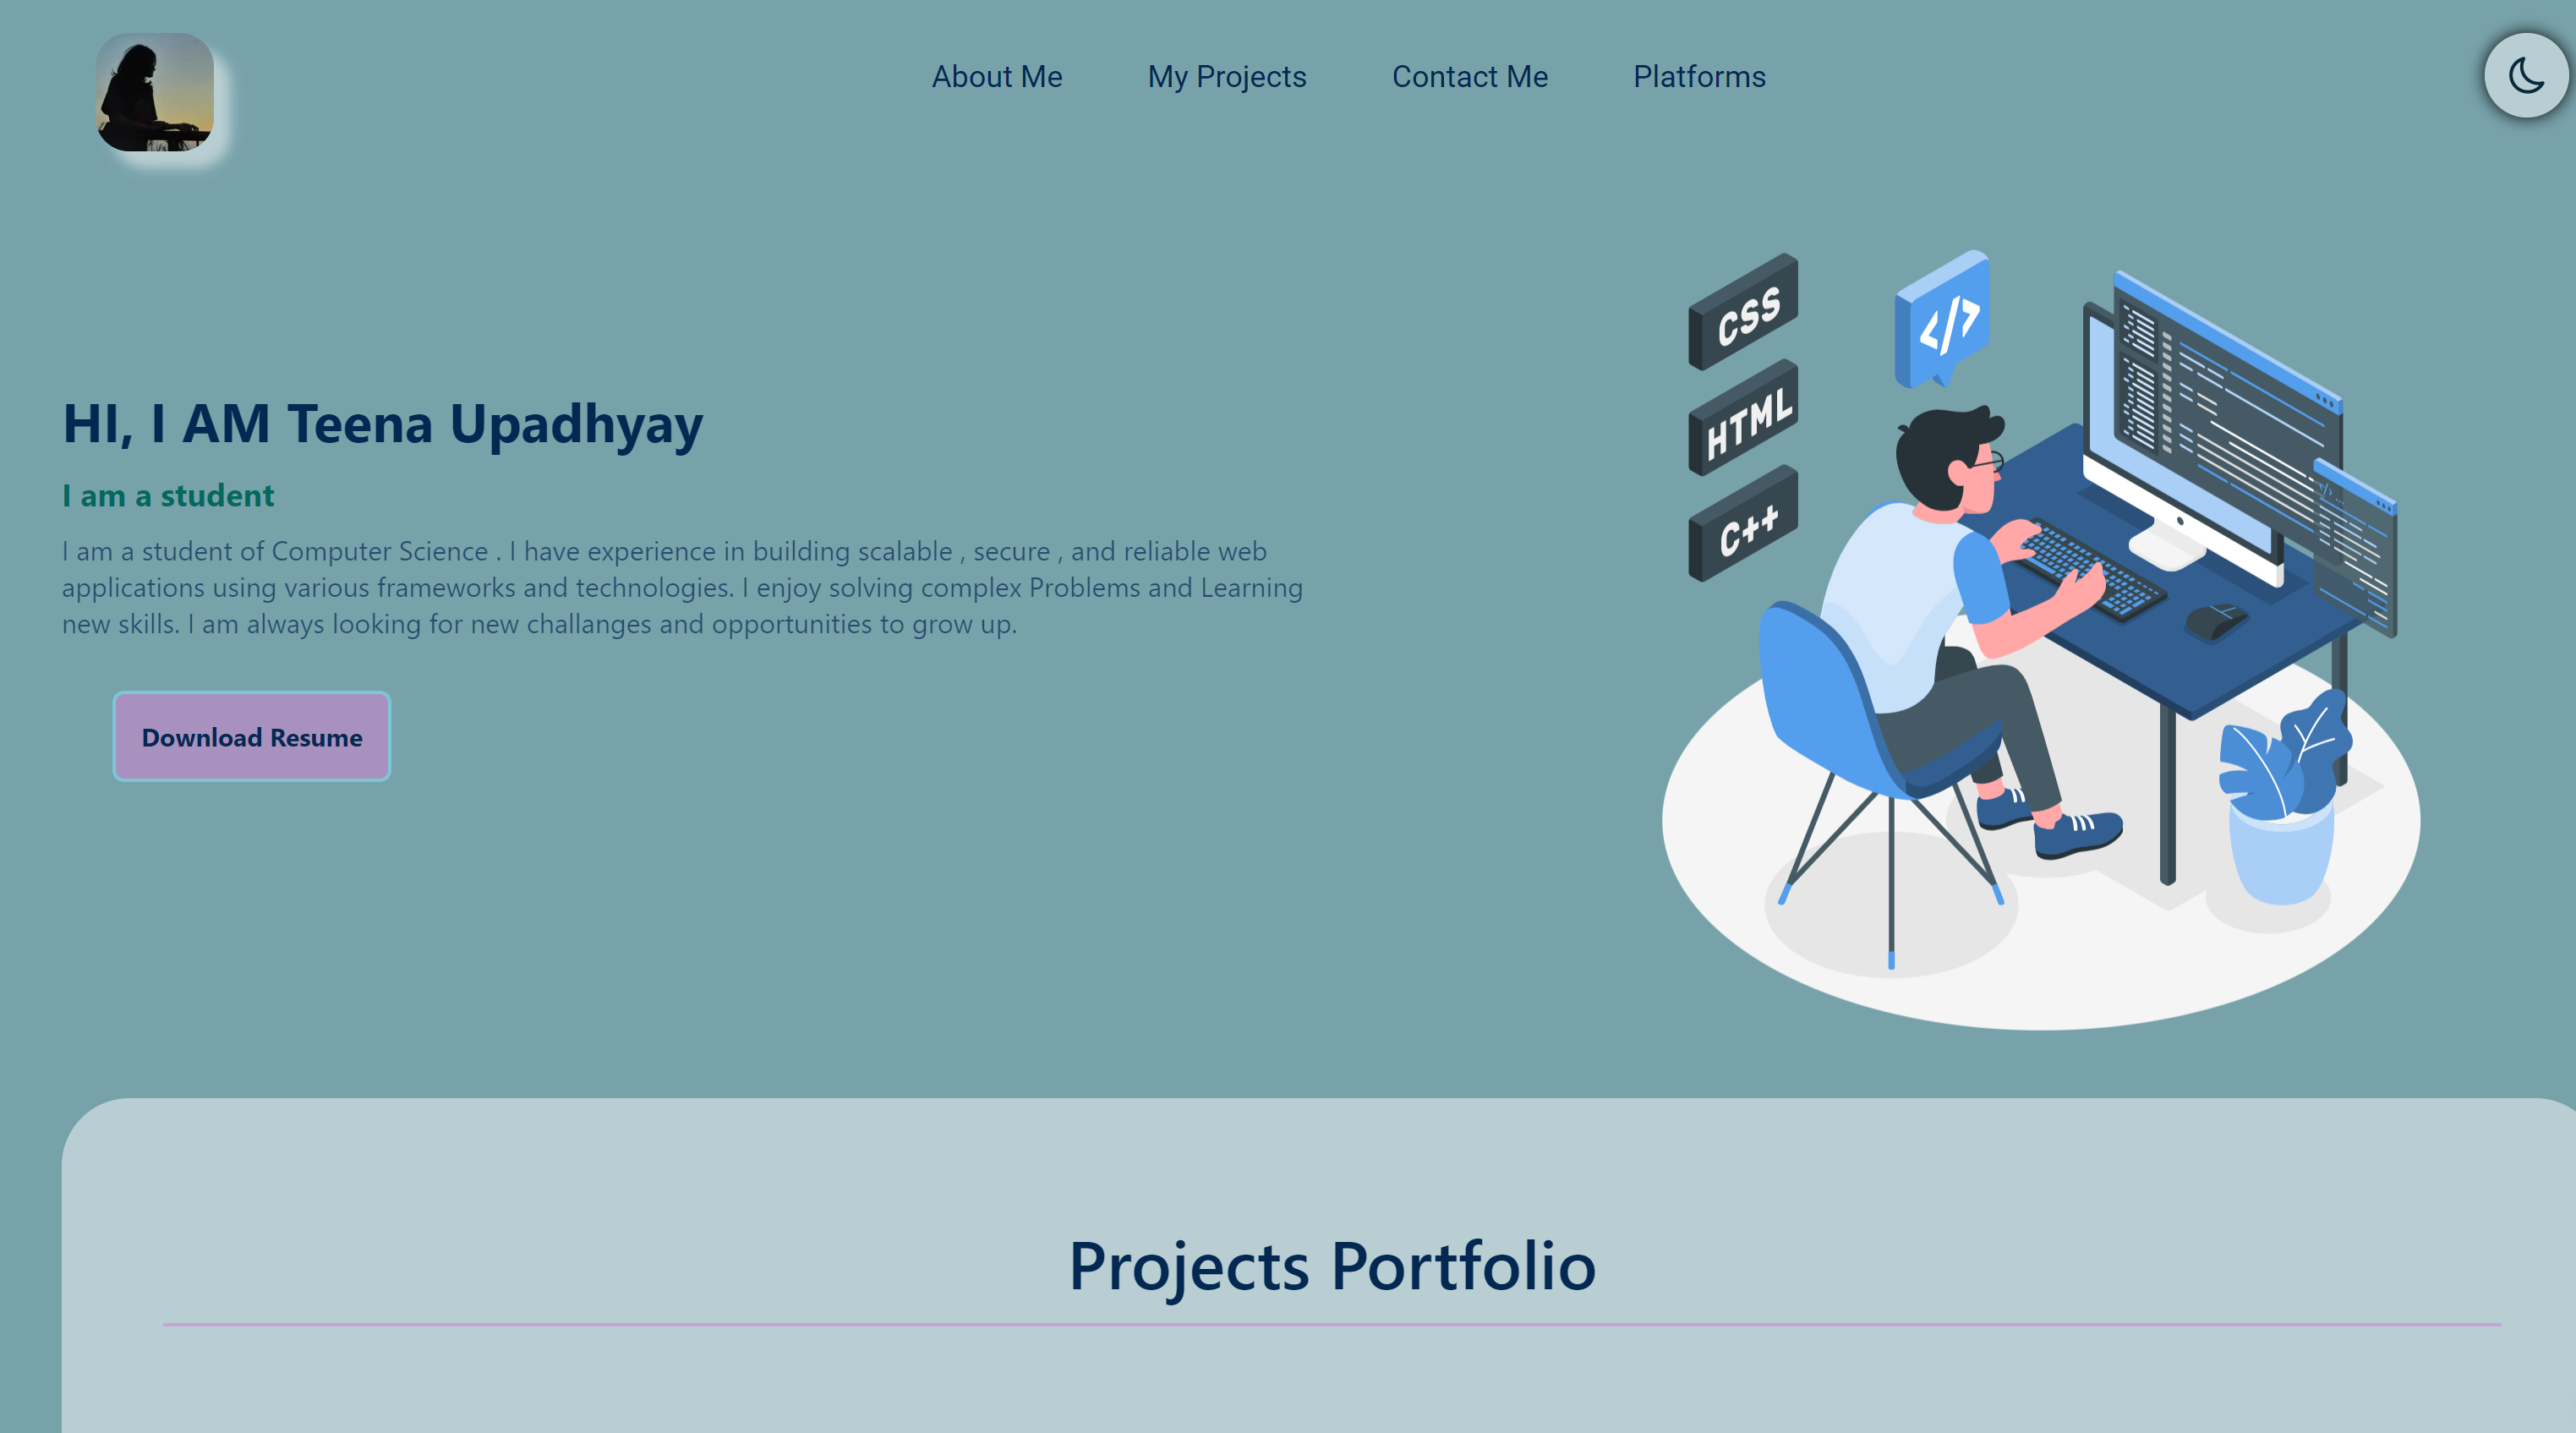 About Me
My Projects
Contact Me
Platforms
HI, I AM Teena Upadhyay
I am a student
I am a student of Computer Science . I have experience in building scalable , secure , and reliable web
applications using various frameworks and technologies. I enjoy solving complex Problems and Learning
new skills. I am always looking for new challanges and opportunities to grow up.
Download Resume
CSS
</>
HTML
C++
</>
Projects Portfolio